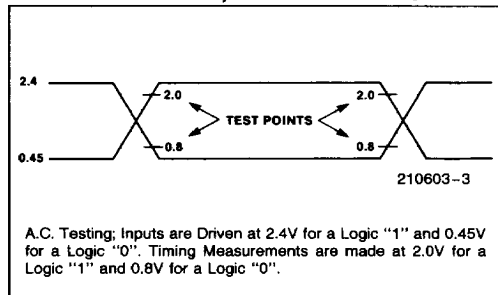 2.4
2.0
2.0
TEST POINTS
0.8
0.8
0.45
210603-3
A.C. Testing; Inputs are Driven at 2.4V for a Logic "1" and 0.45V
for a Logic "0". Timing Measurements are made at 2.0V for a
Logic "1" and 0.8V for a Logic "0".